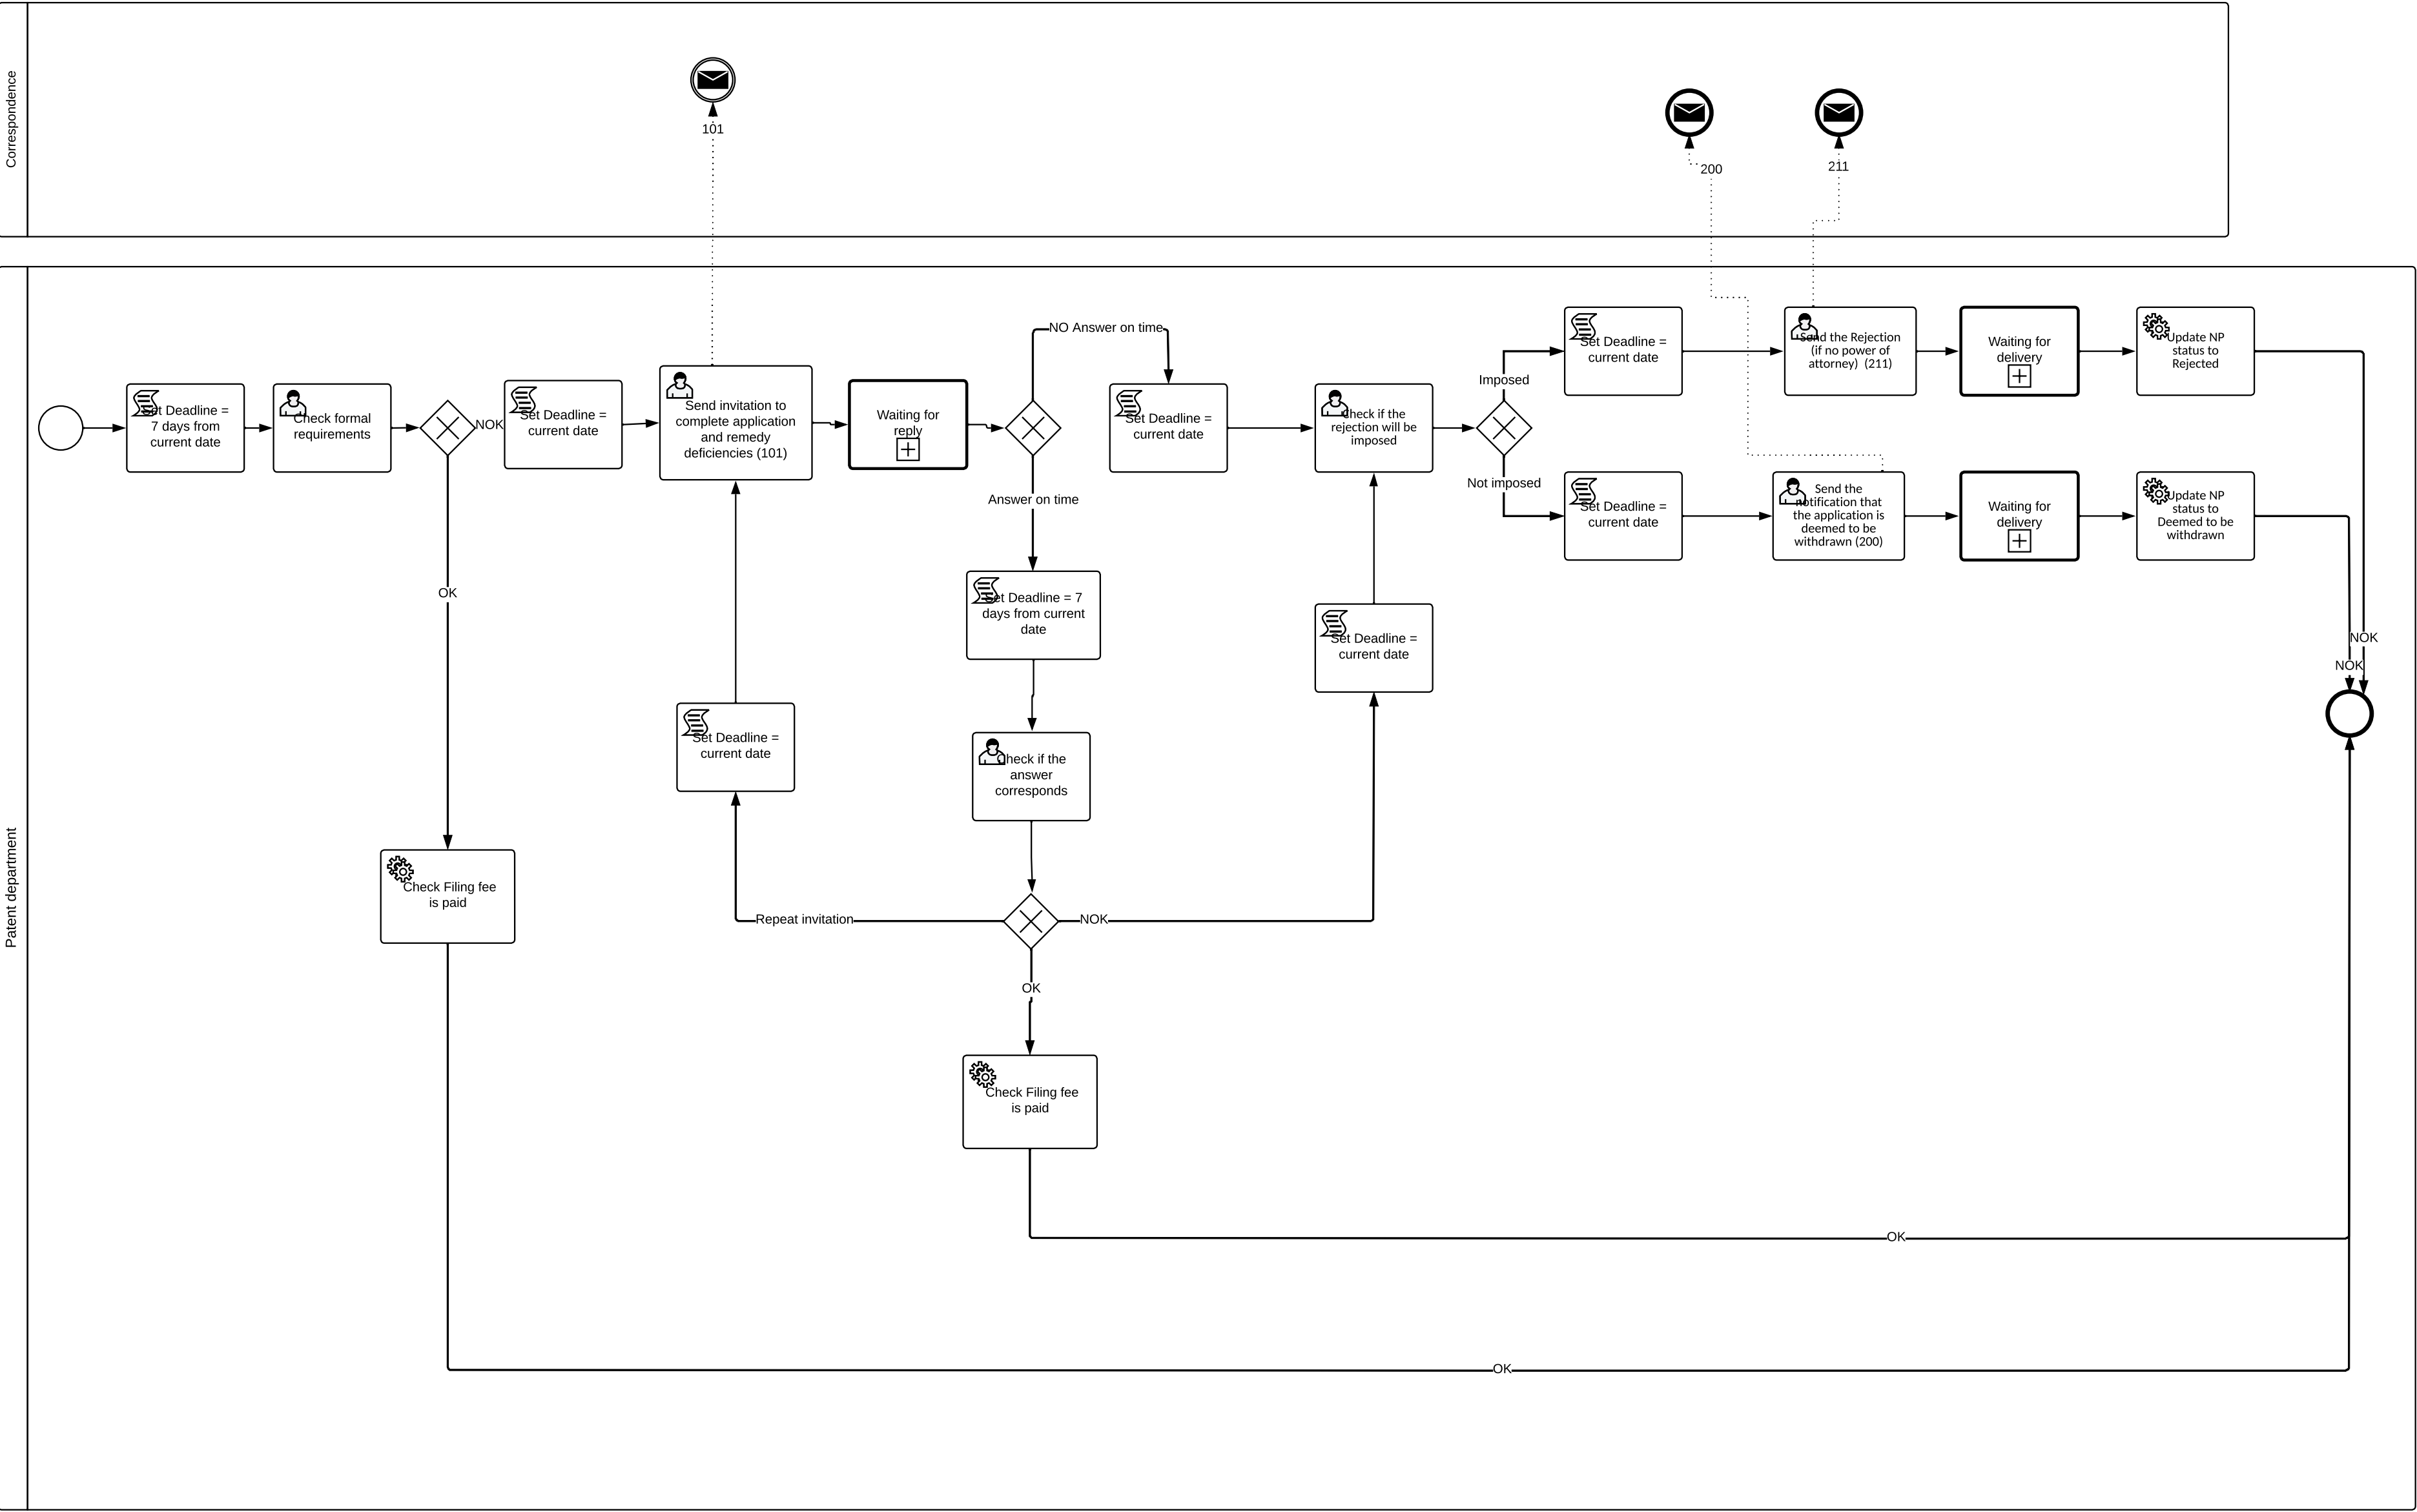 Correspondence
101
200
211
Patent department
Set Deadline =
7 days from
current date
Check formal
requirements
NOK
OK
Set Deadline =
current date
Send invitation to
complete application
and remedy
deficiencies (101)
Waiting for
reply
NO Answer on time
Answer on time
Set Deadline =
current date
Check if the
rejection will be
imposed
Imposed
Not imposed
Set Deadline =
current date
Send the Rejection
(if no power of
attorney)  (211)
Waiting for
delivery
Update NP
status to
Rejected
Set Deadline =
current date
Send the
notification that
the application is
deemed to be
withdrawn (200)
Waiting for
delivery
Update NP
status to
Deemed to be
withdrawn
Set Deadline = 7
days from current
date
Set Deadline =
current date
NOK
NOK
Set Deadline =
current date
Check if the
answer
corresponds
Check Filing fee
is paid
Repeat invitation
NOK
OK
Check Filing fee
is paid
OK
OK